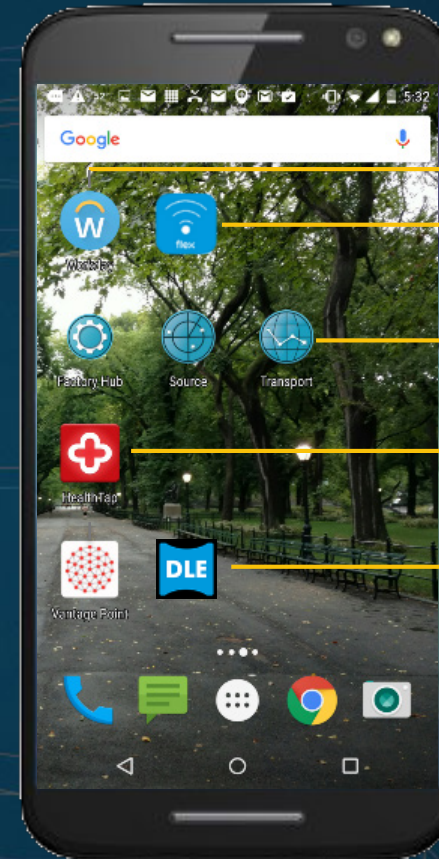 5:32
Google
W
flex
Workday
Factory Hub
Source
Transport
HealthTap
DLE
Vantage Point